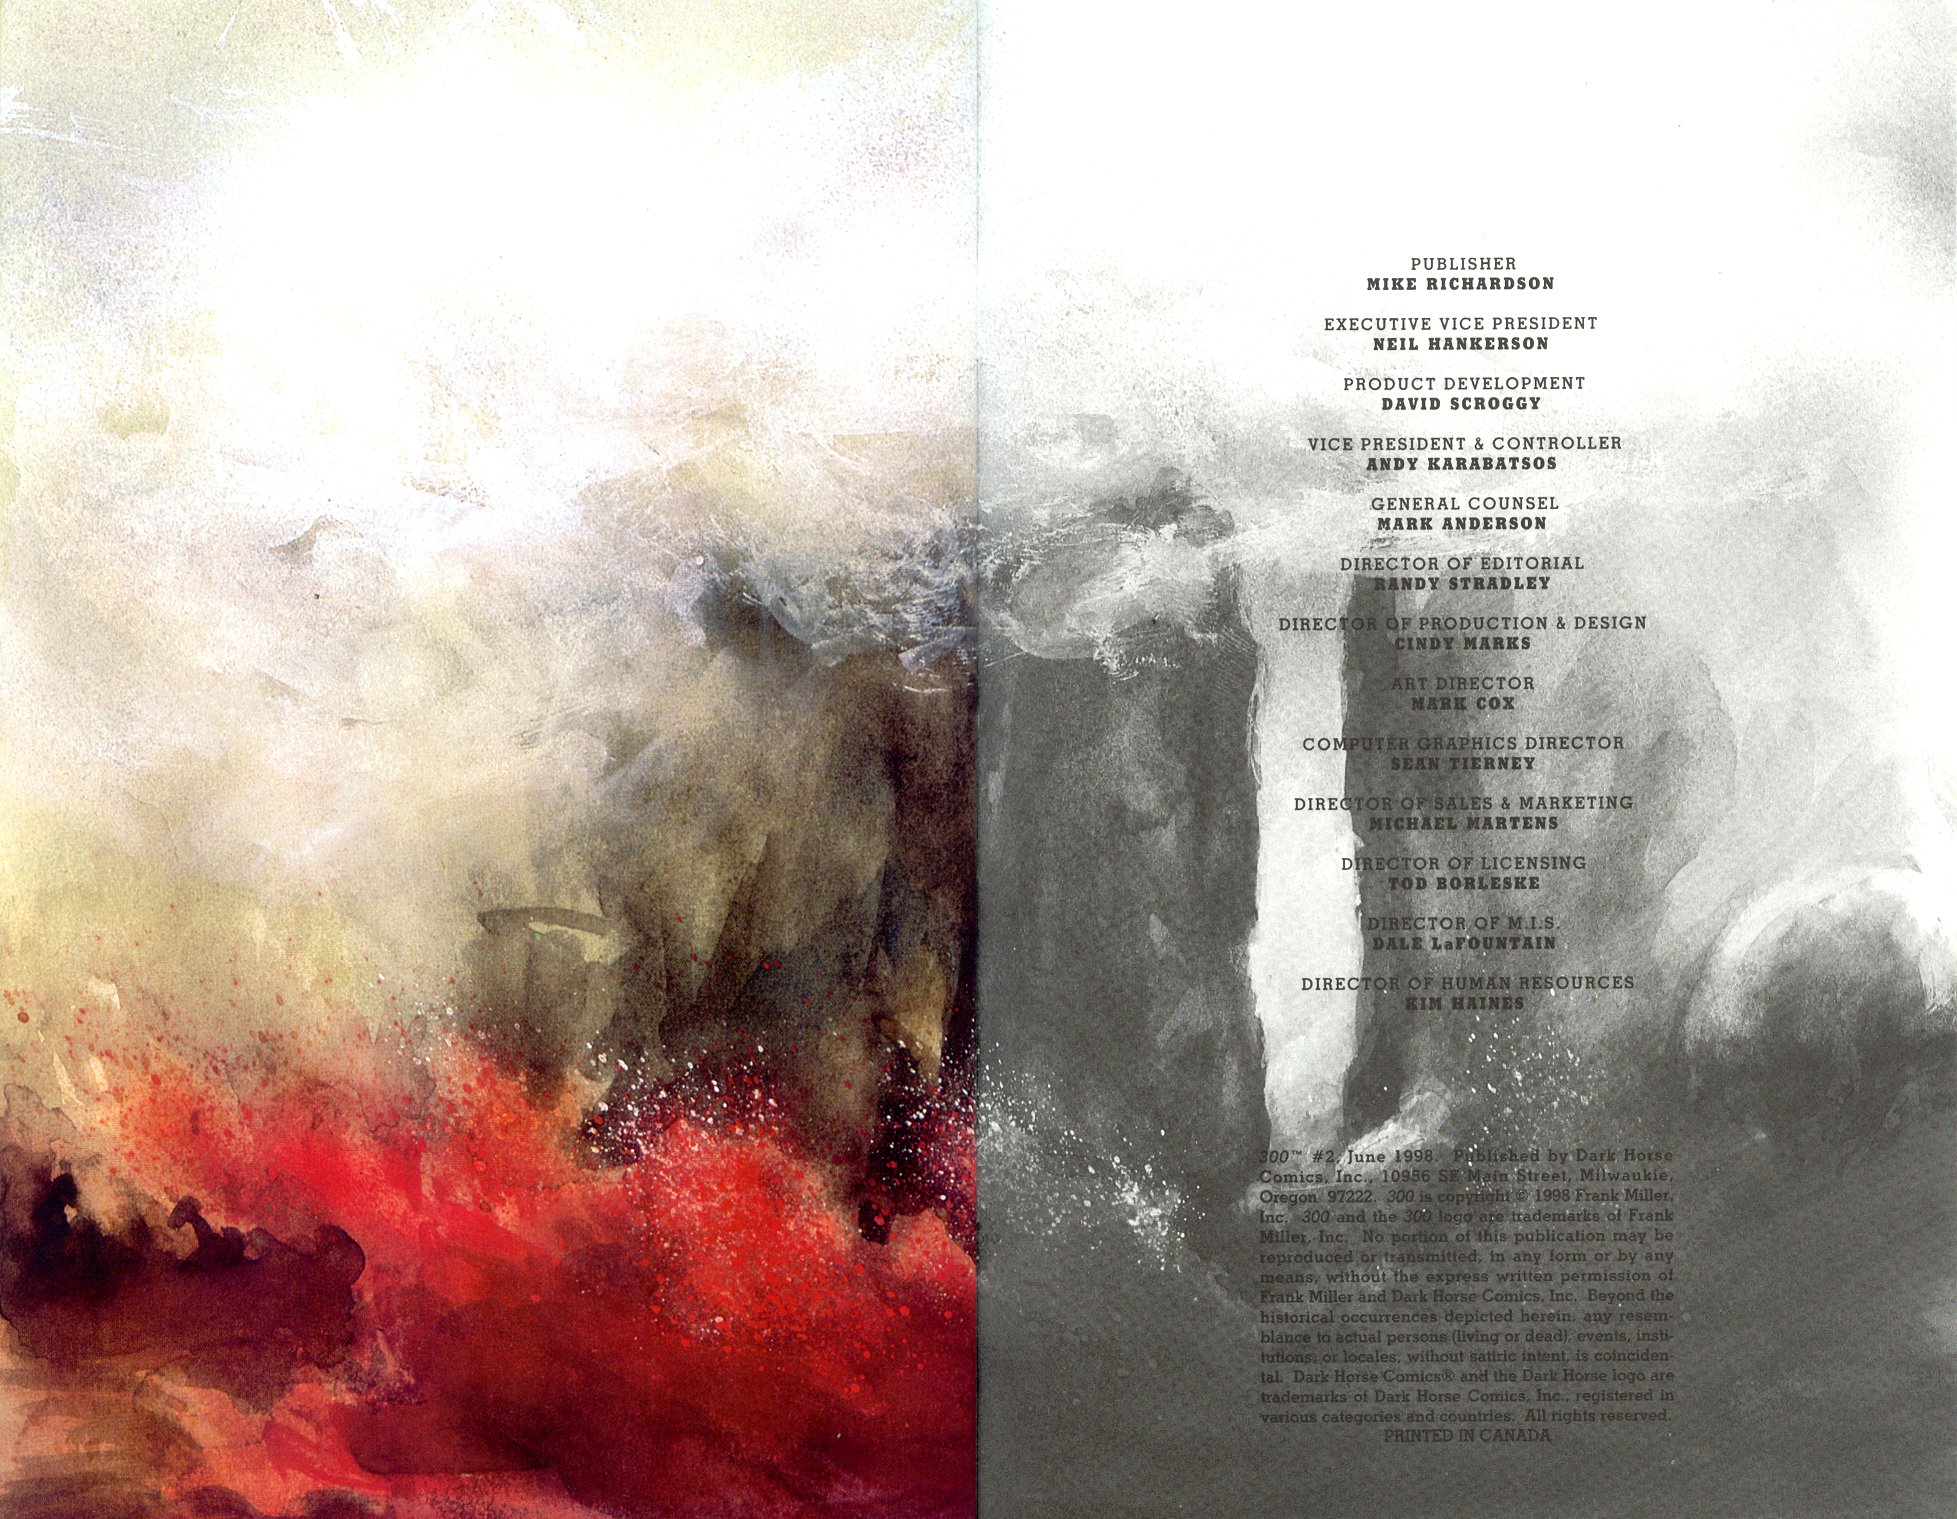 PUBLISHER
MIKE RICHARDSON
EXECUTIVE VICE PRESIDENT
NEIL HANKERSON
PRODUCT DEVELOPMENT
DAVID SCROGGY
VICE PRESIDENT & CONTROLLER
ANDY KARABATSOS
GENERAL COUNSEL
MARK ANDERSON
DIRECTOR OF EDITORIAL
RANDY STRADLEY
DIRECTOR OF PRODUCTION & DESIGN
CINDY MARKS
ART DIRECTOR
MARK COX
COMPUTER GRAPHICS DIRECTOR
SEAN TIERNEY
DIRECTOR OF SALES & MARKETING
MICHAEL MARTENS
DIRECTOR OF LICENSING
TOD BORLESKE
DIRECTOR OF M.I.S.
DALE LaFOUNTAIN
DIRECTOR OF HUMAN RESOURCES
KIM HAINES
300™ #2, June 1998. Published by Dark Horse
Comics, Inc., 10956 SE Main Street, Milwaukie,
Oregon 97222. 300 is copyright © 1998 Frank Miller,
Inc. 300 and the 300 logo are trademarks of Frank
Miller, Inc. No portion of this publication may be
reproduced or transmitted, in any form or by any
means, without the express written permission of
Frank Miller and Dark Horse Comics, Inc. Beyond the
historical occurrences depicted herein, any resem-
blance to actual persons (living or dead), events, insti-
tutions, or locales, without satiric intent, is coinciden-
tal. Dark Horse Comics® and the Dark Horse logo are
trademarks of Dark Horse Comics, Inc., registered in
various categories and countries. All rights reserved.
PRINTED IN CANADA